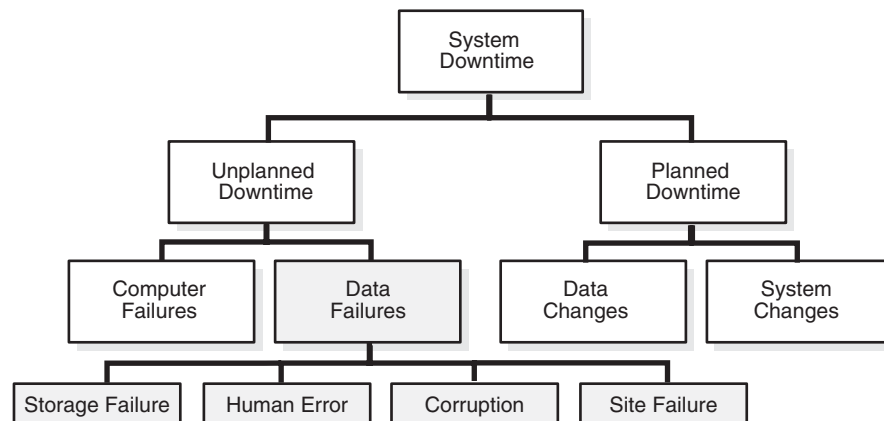 System
Downtime
Unplanned
Downtime
Planned
Downtime
Computer
Failures
Data
Failures
Data
Changes
System
Changes
Storage Failure
Human Error
Corruption
Site Failure